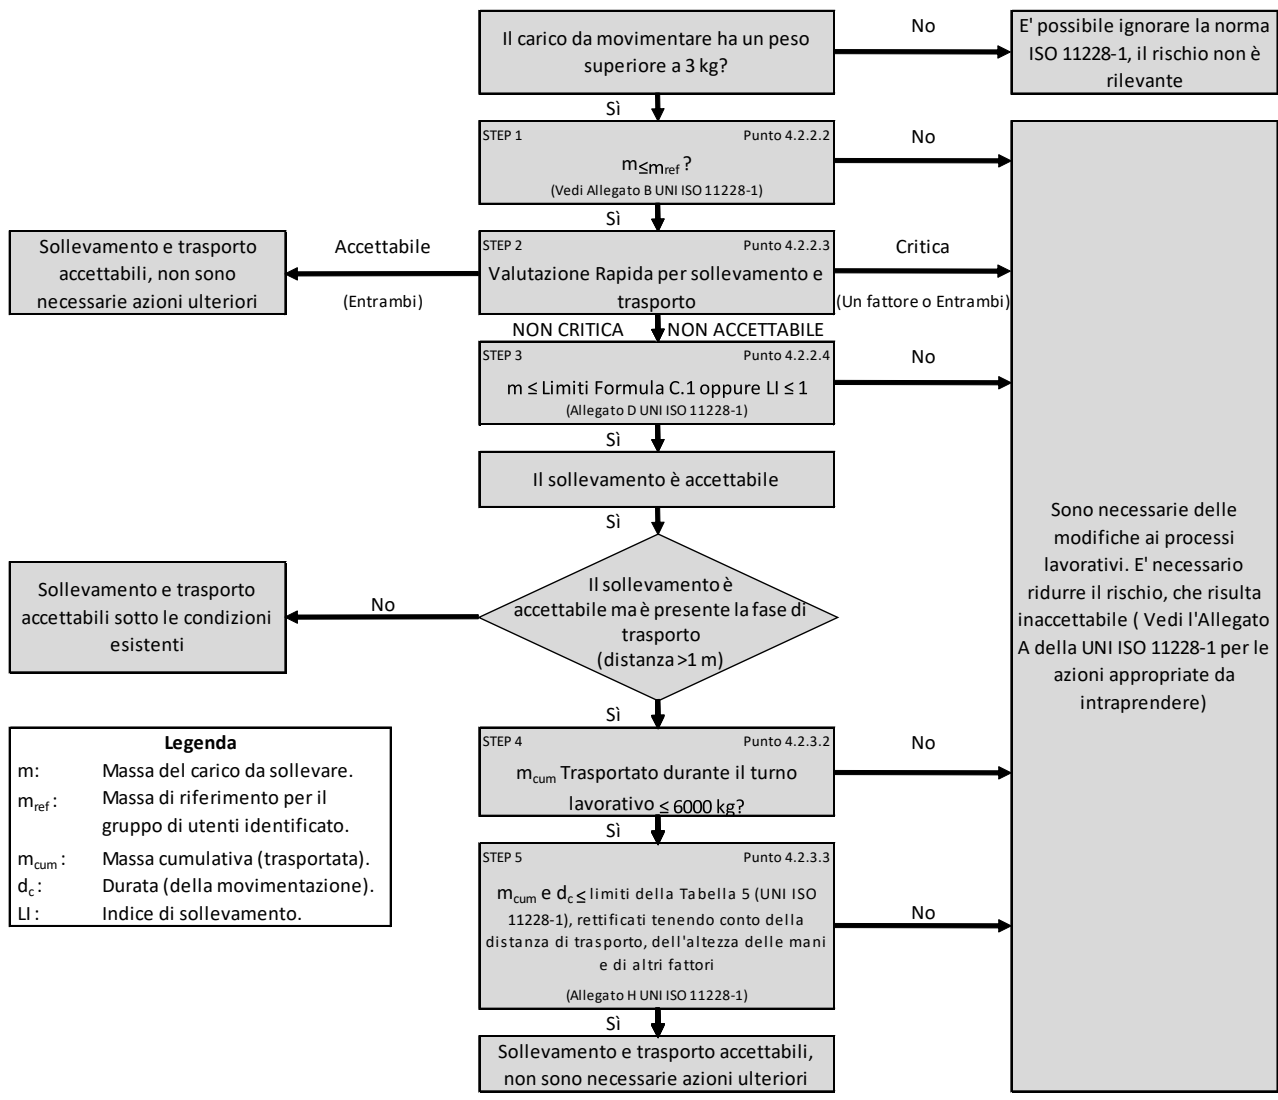 Il carico da movimentare ha un peso
superiore a 3 kg?
No
E' possibile ignorare la norma
ISO 11228-1, il rischio non è
rilevante
Sì
STEP 1 Punto 4.2.2.2
m≤mref ?
(Vedi Allegato B UNI ISO 11228-1)
No
Sì
Sollevamento e trasporto
accettabili, non sono
necessarie azioni ulteriori
Accettabile
(Entrambi)
STEP 2 Punto 4.2.2.3
Valutazione Rapida per sollevamento e
trasporto
Critica
(Un fattore o Entrambi)
NON CRITICA NON ACCETTABILE
STEP 3 Punto 4.2.2.4
m ≤ Limiti Formula C.1 oppure LI ≤ 1
(Allegato D UNI ISO 11228-1)
No
Sì
Il sollevamento è accettabile
Sì
Sollevamento e trasporto
accettabili sotto le condizioni
esistenti
No
Il sollevamento è
accettabile ma è presente la fase di
trasporto
(distanza >1 m)
Sono necessarie delle
modifiche ai processi
lavorativi. E' necessario
ridurre il rischio, che risulta
inaccettabile ( Vedi l'Allegato
A della UNI ISO 11228-1 per le
azioni appropriate da
intraprendere)
Sì
STEP 4 Punto 4.2.3.2
mcum Trasportato durante il turno
lavorativo ≤ 6000 kg?
No
Sì
STEP 5 Punto 4.2.3.3
mcum e dc ≤ limiti della Tabella 5 (UNI ISO
11228-1), rettificati tenendo conto della
distanza di trasporto, dell'altezza delle mani
e di altri fattori
(Allegato H UNI ISO 11228-1)
No
Sì
Sollevamento e trasporto accettabili,
non sono necessarie azioni ulteriori
Legenda
m: Massa del carico da sollevare.
mref : Massa di riferimento per il
gruppo di utenti identificato.
mcum : Massa cumulativa (trasportata).
dc : Durata (della movimentazione).
LI : Indice di sollevamento.